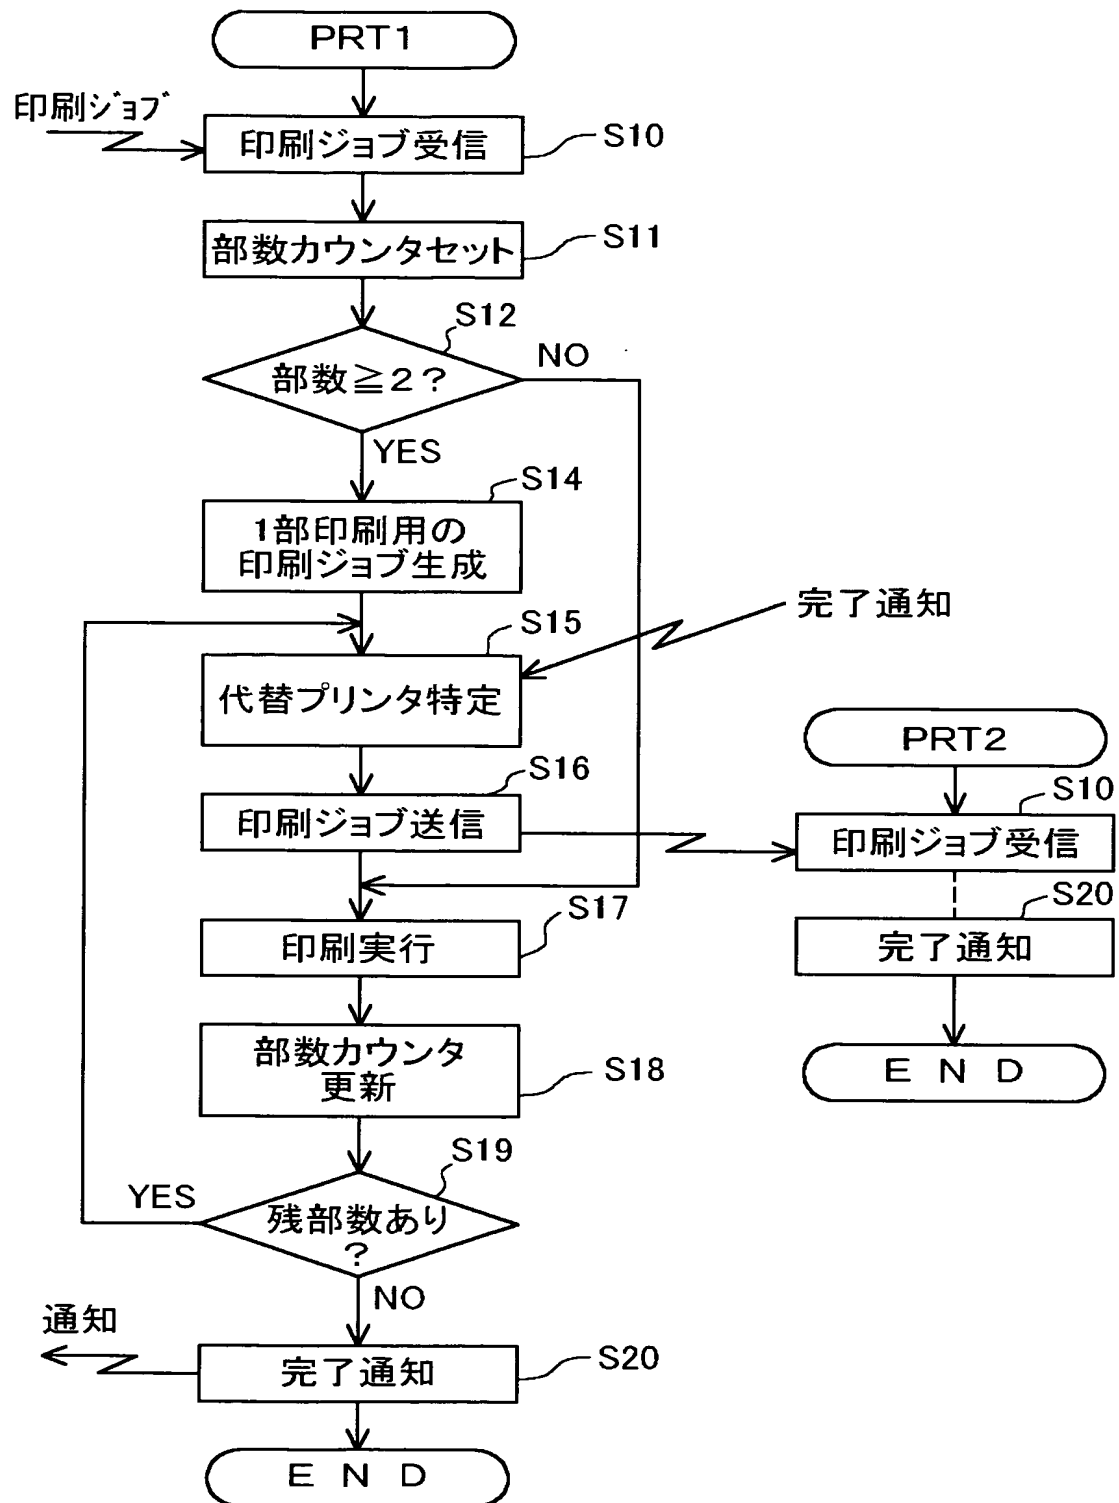 PRT1
印刷ジョブ
印刷ジョブ受信
S10
部数カウンタセット
S11
S12
部数≧2?
NO
YES
S14
1部印刷用の
印刷ジョブ生成
完了通知
S15
代替プリンタ特定
S16
印刷ジョブ送信
S17
印刷実行
部数カウンタ
更新
S18
S19
YES
残部数あり
?
NO
通知
完了通知
S20
END
PRT2
S10
印刷ジョブ受信
S20
完了通知
END